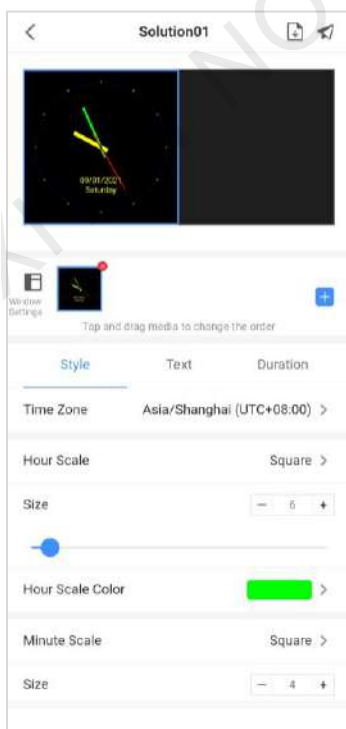 Solution01
09/01/2021
Saturday
Window
Settings
Tap and drag media to change the order
Style Text Duration
Time Zone Asia/Shanghai (UTC+08:00)
Hour Scale Square
Size − 6 +
Hour Scale Color
Minute Scale Square
Size − 4 +